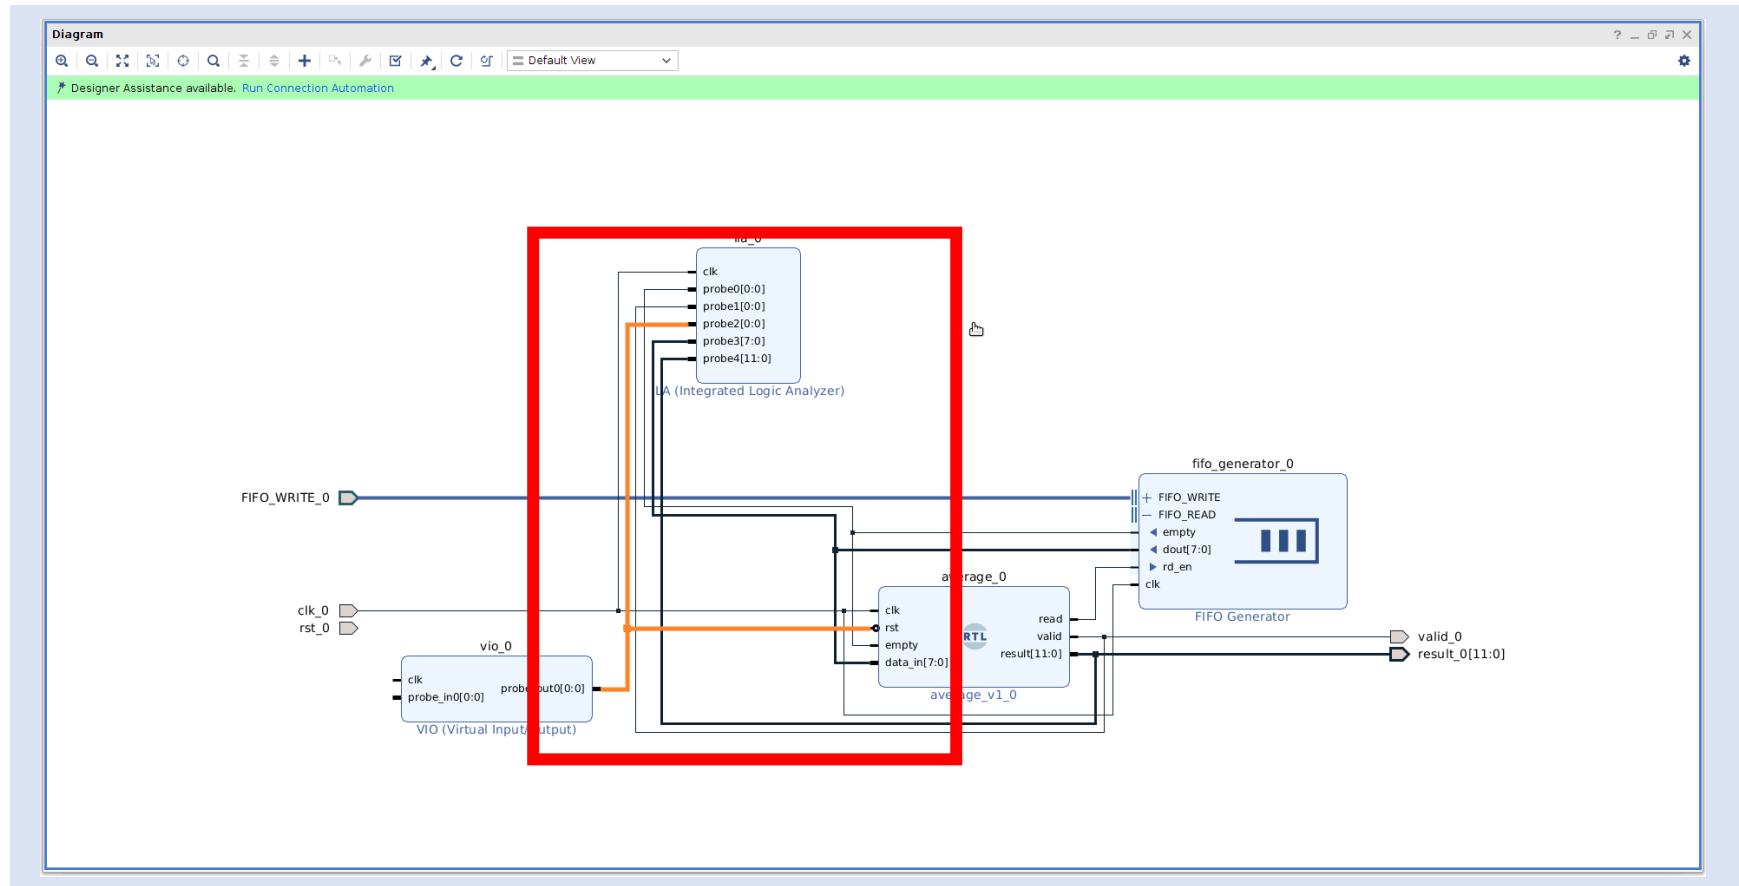 Diagram
Default View
Designer Assistance available. Run Connection Automation
clk
probe0[0:0]
probe1[0:0]
probe2[0:0]
probe3[7:0]
probe4[11:0]
(Integrated Logic Analyzer)
fifo_generator_0
FIFO_WRITE_0
FIFO_WRITE
FIFO_READ
empty
dout[7:0]
rd_en
clk
FIFO Generator
clk_0
rst_0
clk
rst
empty
data_in[7:0]
RTL
read
valid
result[11:0]
valid_0
result_0[11:0]
vio_0
clk
probe_in0[0:0]
VIO (Virtual